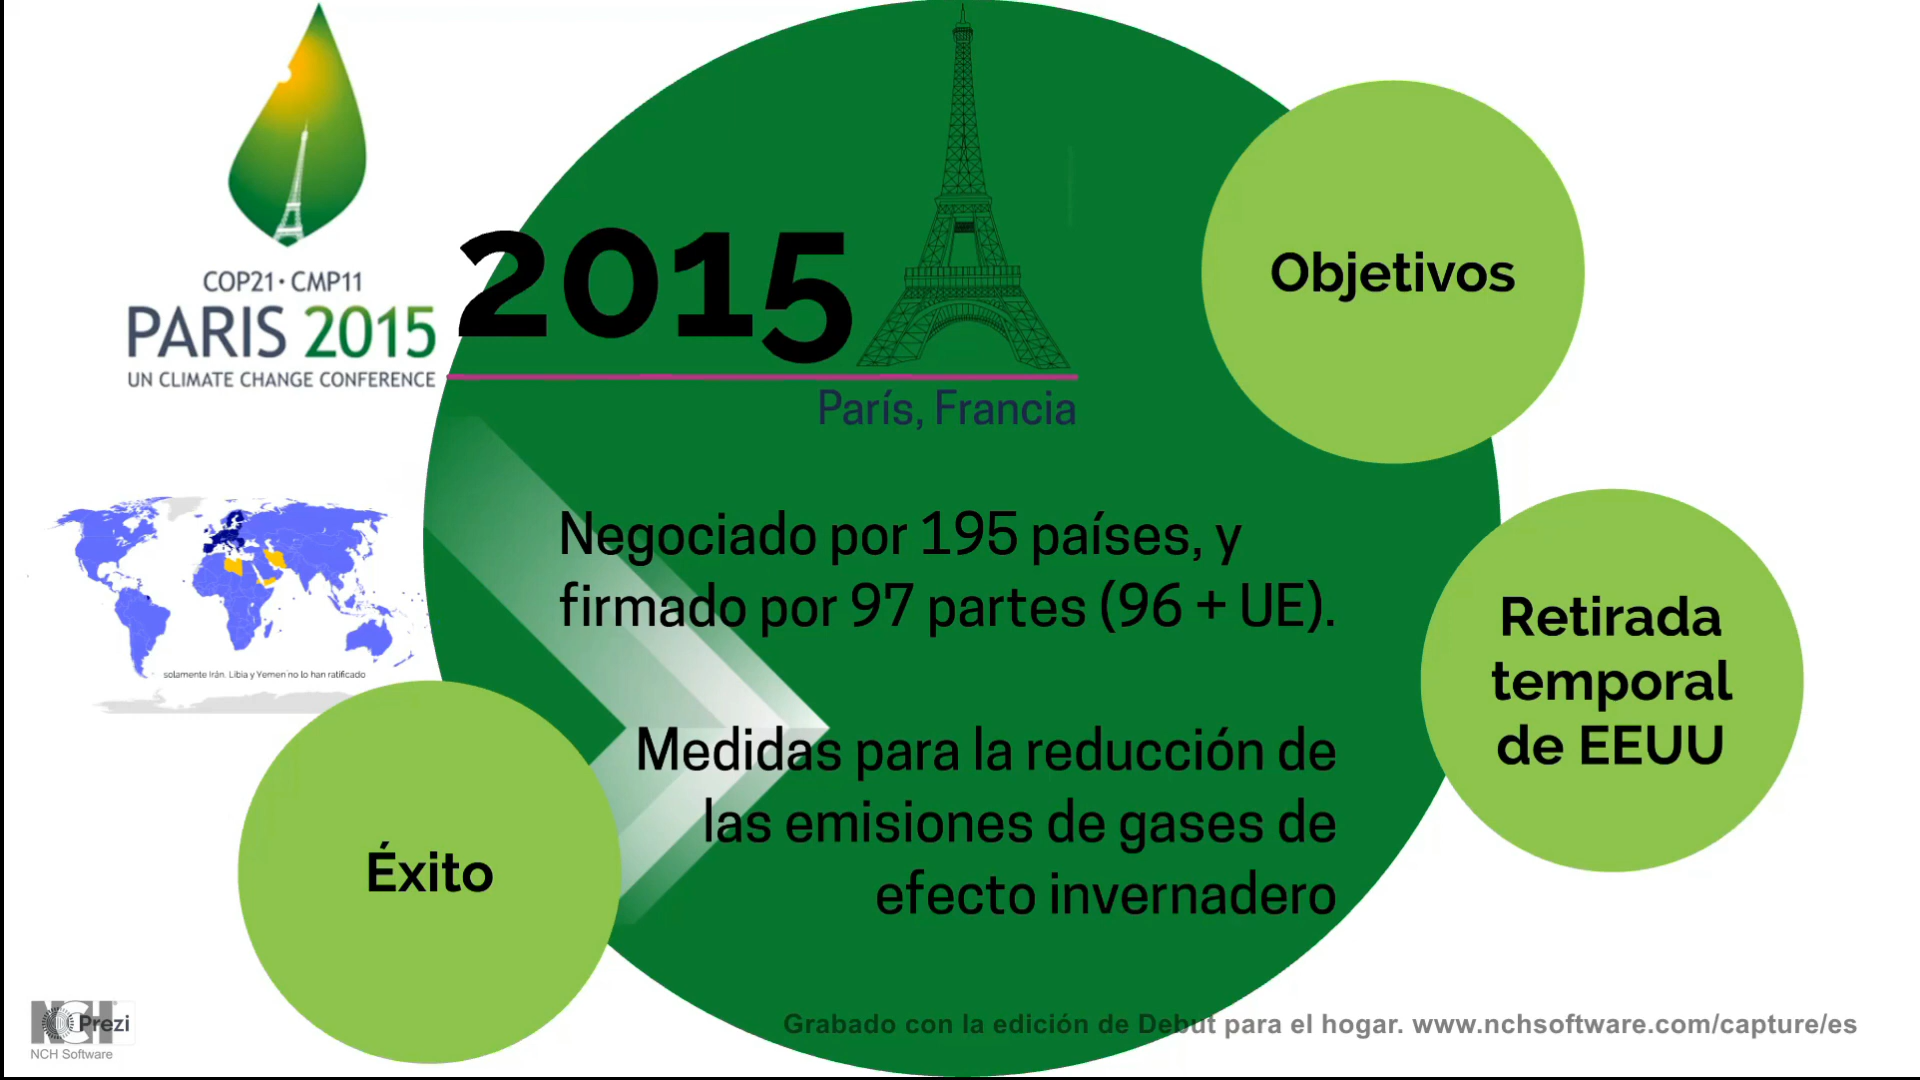 COP21 · CMP11
PARIS 2015
UN CLIMATE CHANGE CONFERENCE
2015
París, Francia
Objetivos
Negociado por 195 países, y
firmado por 97 partes (96 + UE).
solamente Irán, Libia y Yemen no lo han ratificado
Retirada
temporal
de EEUU
Medidas para la reducción de
las emisiones de gases de
efecto invernadero
Éxito
NCH
Prezi
NCH Software
Grabado con la edición de Debut para el hogar. www.nchsoftware.com/capture/es